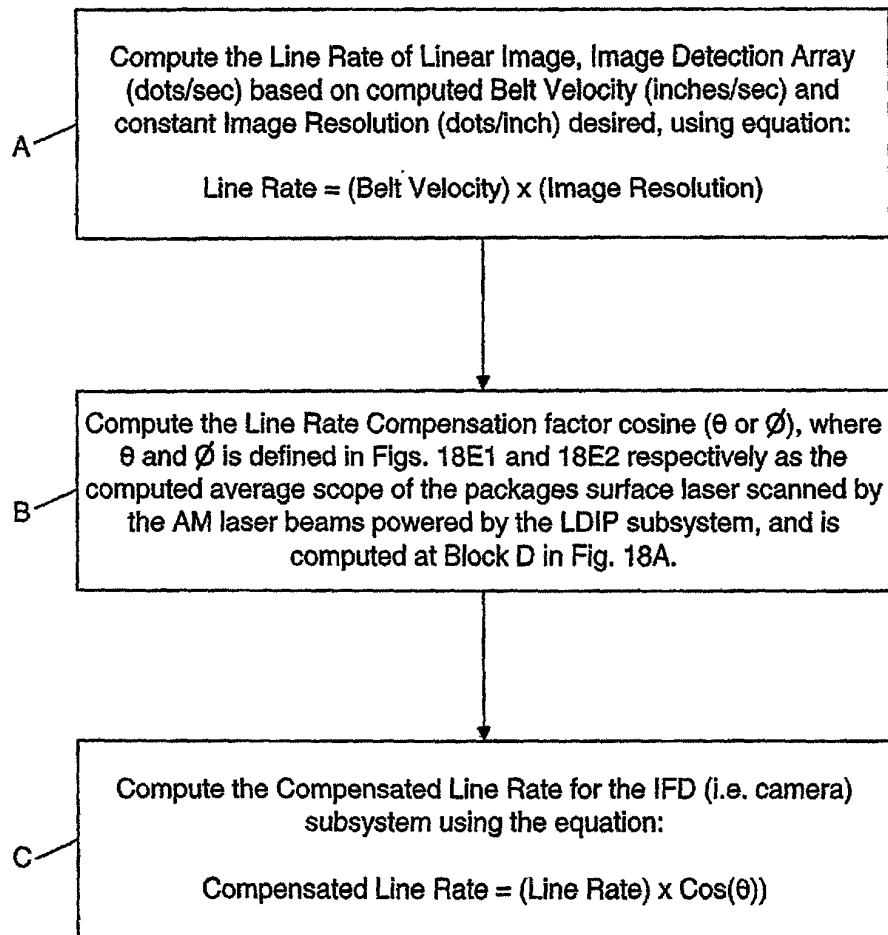 Compute the Line Rate of Linear Image, Image Detection Array
(dots/sec) based on computed Belt Velocity (inches/sec) and
constant Image Resolution (dots/inch) desired, using equation:
A
Line Rate = (Belt Velocity) x (Image Resolution)
Compute the Line Rate Compensation factor cosine (θ or Ø), where
θ and Ø is defined in Figs. 18E1 and 18E2 respectively as the
computed average scope of the packages surface laser scanned by
B
the AM laser beams powered by the LDIP subsystem, and is
computed at Block D in Fig. 18A.
Compute the Compensated Line Rate for the IFD (i.e. camera)
subsystem using the equation:
C
Compensated Line Rate = (Line Rate) x Cos(θ))